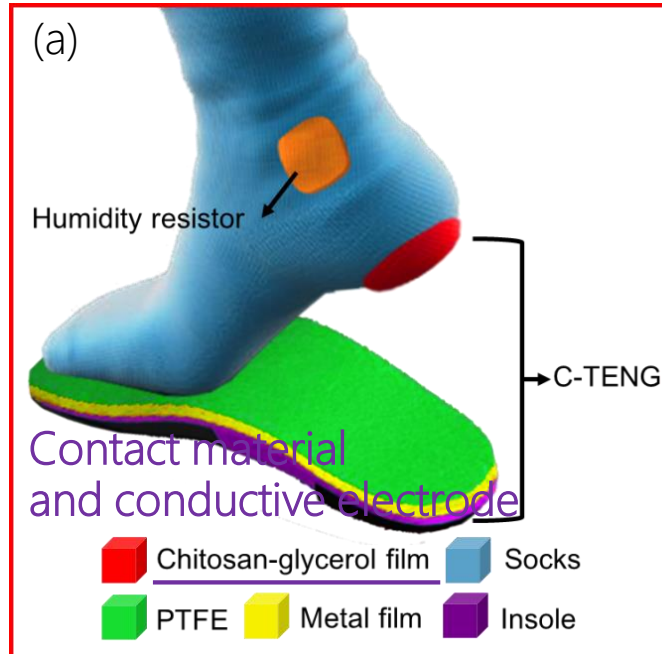 (a)
Humidity resistor
C-TENG
Contact material
and conductive electrode
Chitosan-glycerol film
Socks
PTFE
Metal film
Insole